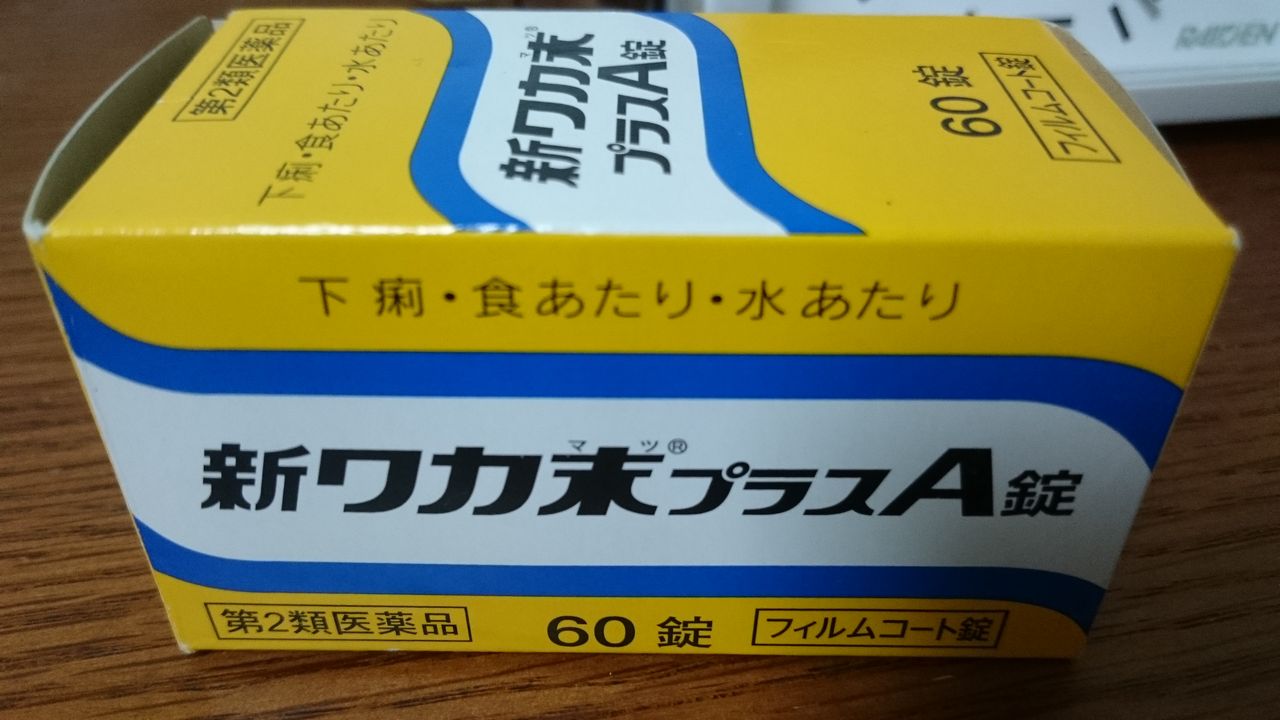 第2類医薬品
下痢・食あたり・水あたり
マツ®
新ワカ末
プラスA錠
60錠
フィルムコート錠
RAIDEN
下痢・食あたり・水あたり
マツ®
新ワカ末プラスA錠
第2類医薬品 60錠 フィルムコート錠